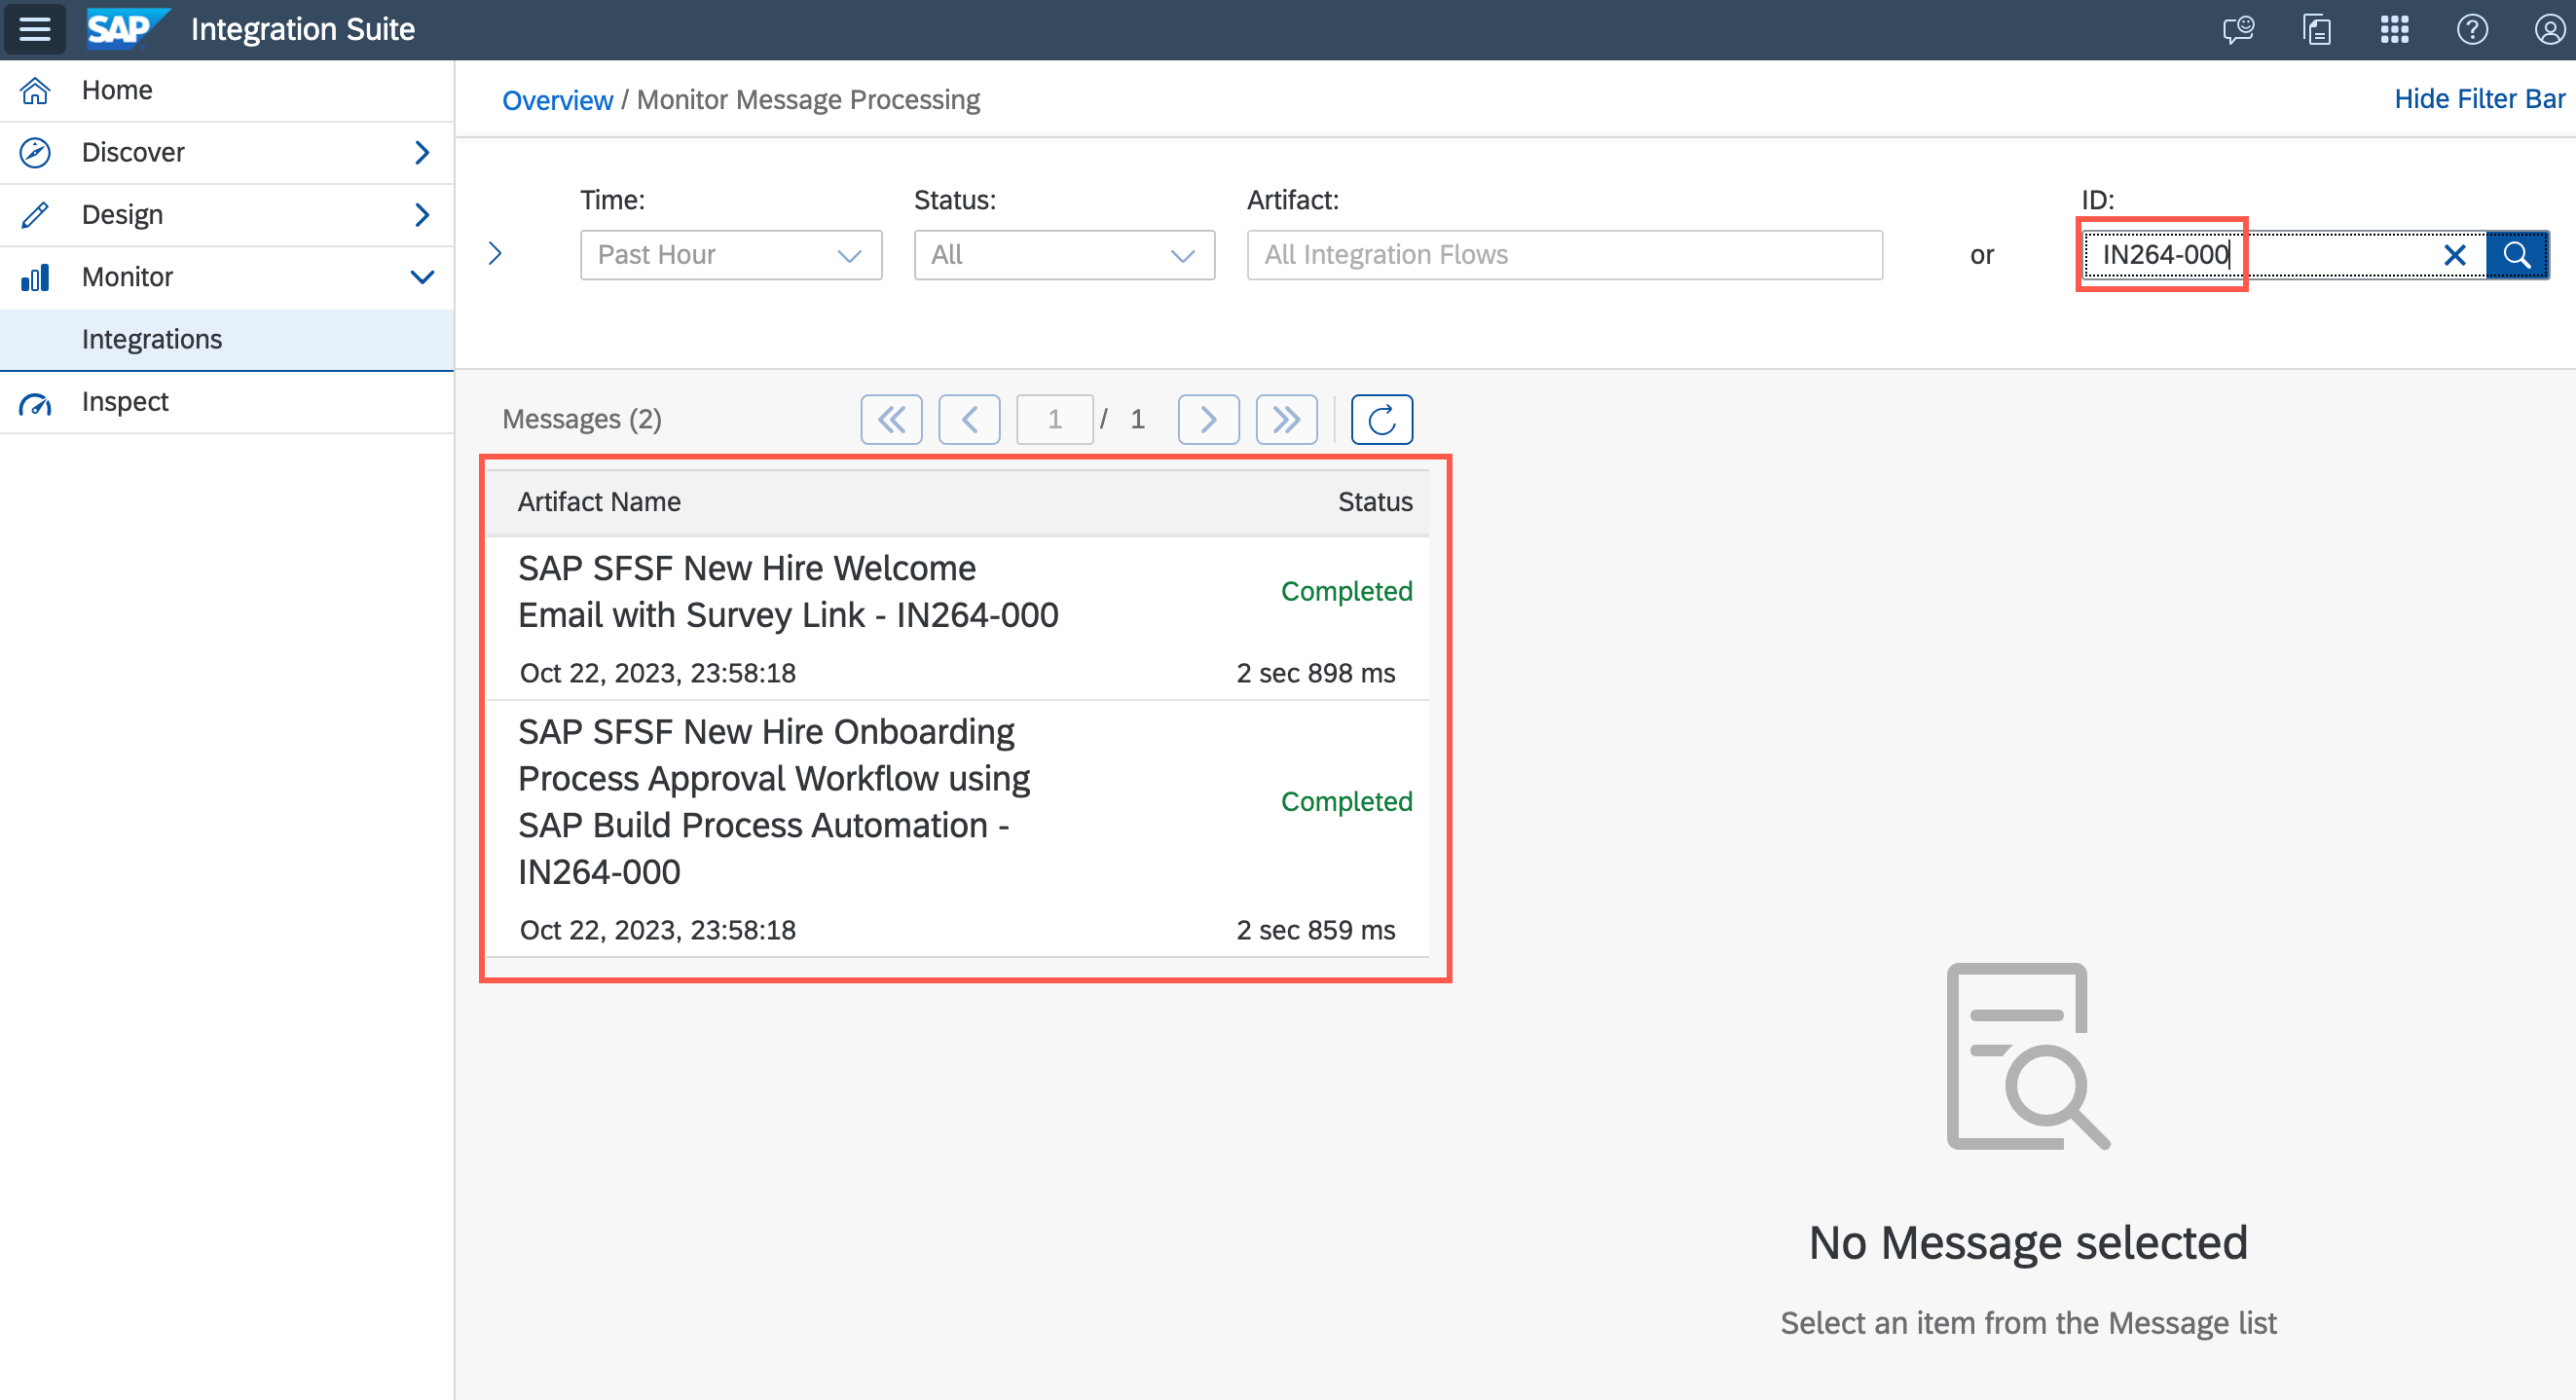 SAP Integration Suite
Home
Discover
Design
Monitor
Integrations
Inspect
Overview / Monitor Message Processing
Hide Filter Bar
Time:
Status:
Artifact:
ID:
Past Hour
All
All Integration Flows
or
IN264-000
Messages (2)
1 / 1
Artifact Name
Status
SAP SFSF New Hire Welcome
Email with Survey Link - IN264-000
Completed
Oct 22, 2023, 23:58:18
2 sec 898 ms
SAP SFSF New Hire Onboarding
Process Approval Workflow using
SAP Build Process Automation -
IN264-000
Completed
Oct 22, 2023, 23:58:18
2 sec 859 ms
No Message selected
Select an item from the Message list